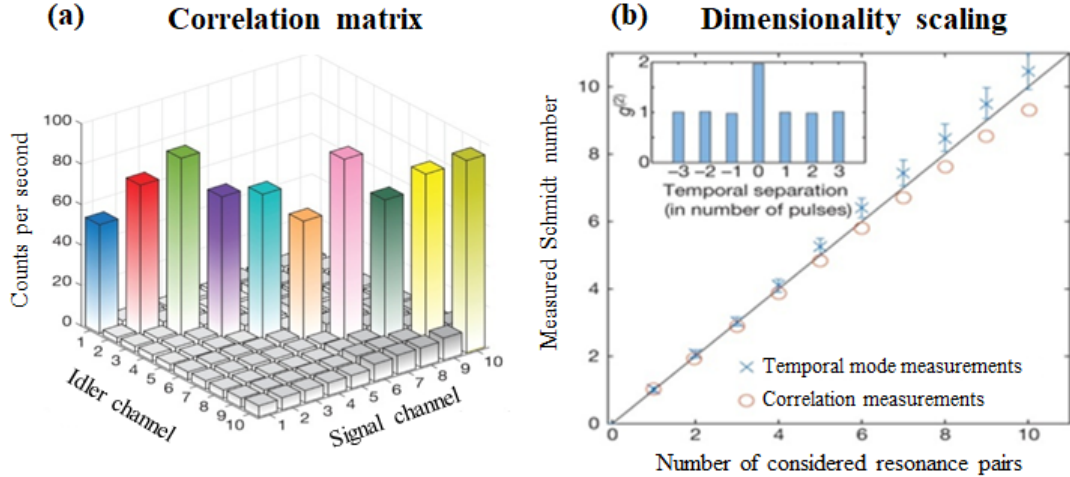 (a) Correlation matrix
Counts per second
100
80
60
40
20
0
1
2
3
4
5
6
7
8
9
10
Idler channel
1
2
3
4
5
6
7
8
9
10
Signal channel
(b) Dimensionality scaling
Measured Schmidt number
10
8
6
4
2
0
g(2)
2
1
0
−3 −2 −1 0 1 2 3
Temporal separation
(in number of pulses)
Temporal mode measurements
Correlation measurements
0 2 4 6 8 10
Number of considered resonance pairs